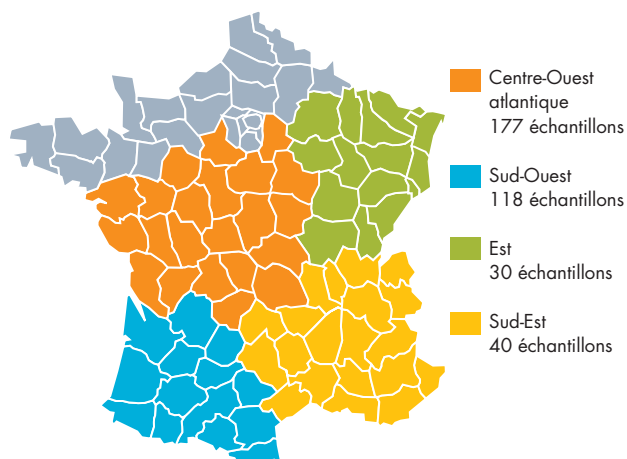 Centre-Ouest
atlantique
177 échantillons
Sud-Ouest
118 échantillons
Est
30 échantillons
Sud-Est
40 échantillons